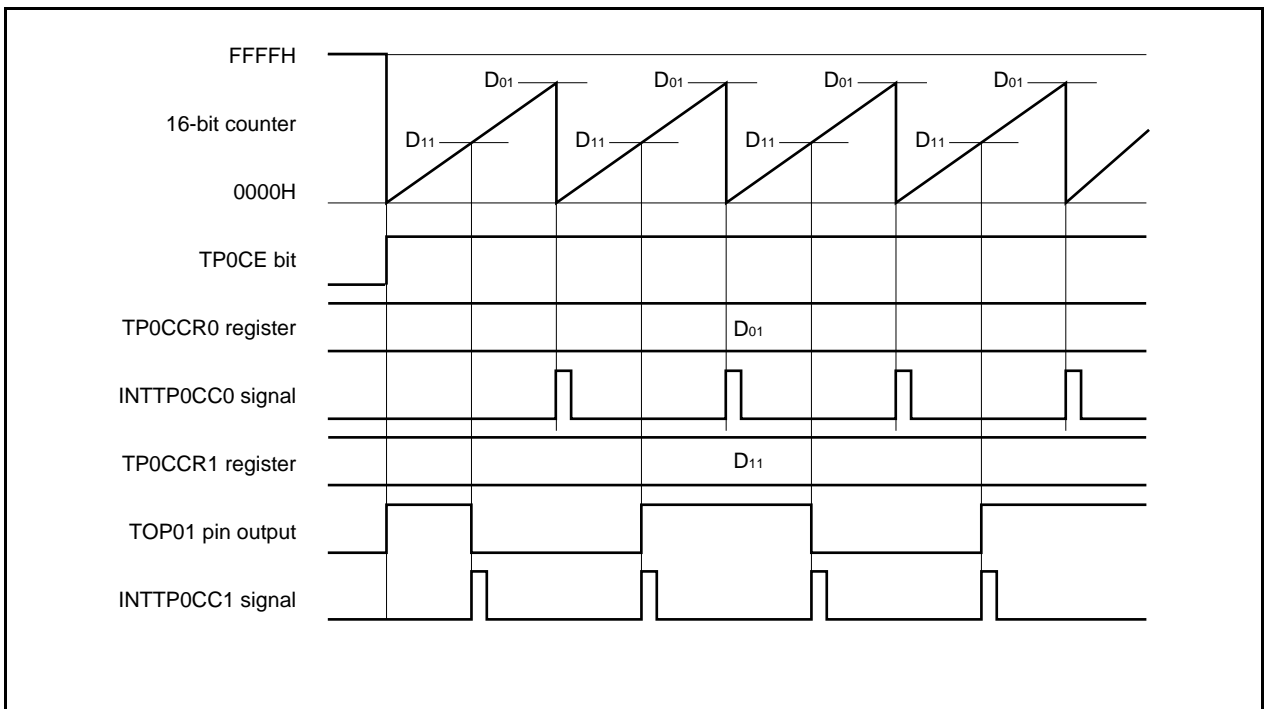 FFFFH
D01 D01 D01 D01
16-bit counter
D11 D11 D11 D11
0000H
TP0CE bit
TP0CCR0 register
D01
INTTP0CC0 signal
TP0CCR1 register
D11
TOP01 pin output
INTTP0CC1 signal